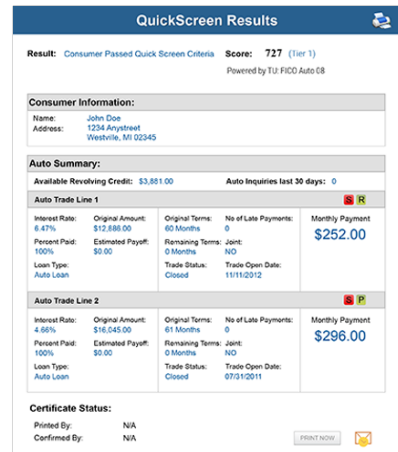 QuickScreen Results
Result: Consumer Passed Quick Screen Criteria Score: 727 (Tier 1)
Powered by TU: FICO Auto 08
Consumer Information:
Name: John Doe
Address: 1234 Anystreet
Westville, MI 02345
Auto Summary:
Available Revolving Credit: $3,881.00 Auto Inquiries last 30 days: 0
Auto Trade Line 1 S R
Interest Rate: Original Amount: Original Terms: No of Late Payments: Monthly Payment
6.47% $12,886.00 60 Months 0 $252.00
Percent Paid: Estimated Payoff: Remaining Terms: Joint:
100% $0.00 0 Months NO
Loan Type: Trade Status: Trade Open Date:
Auto Loan Closed 11/11/2012
Auto Trade Line 2 S P
Interest Rate: Original Amount: Original Terms: No of Late Payments: Monthly Payment
4.66% $16,045.00 61 Months 0 $296.00
Percent Paid: Estimated Payoff: Remaining Terms: Joint:
100% $0.00 0 Months NO
Loan Type: Trade Status: Trade Open Date:
Auto Loan Closed 07/31/2011
Certificate Status:
Printed By: N/A
Confirmed By: N/A PRINT NOW